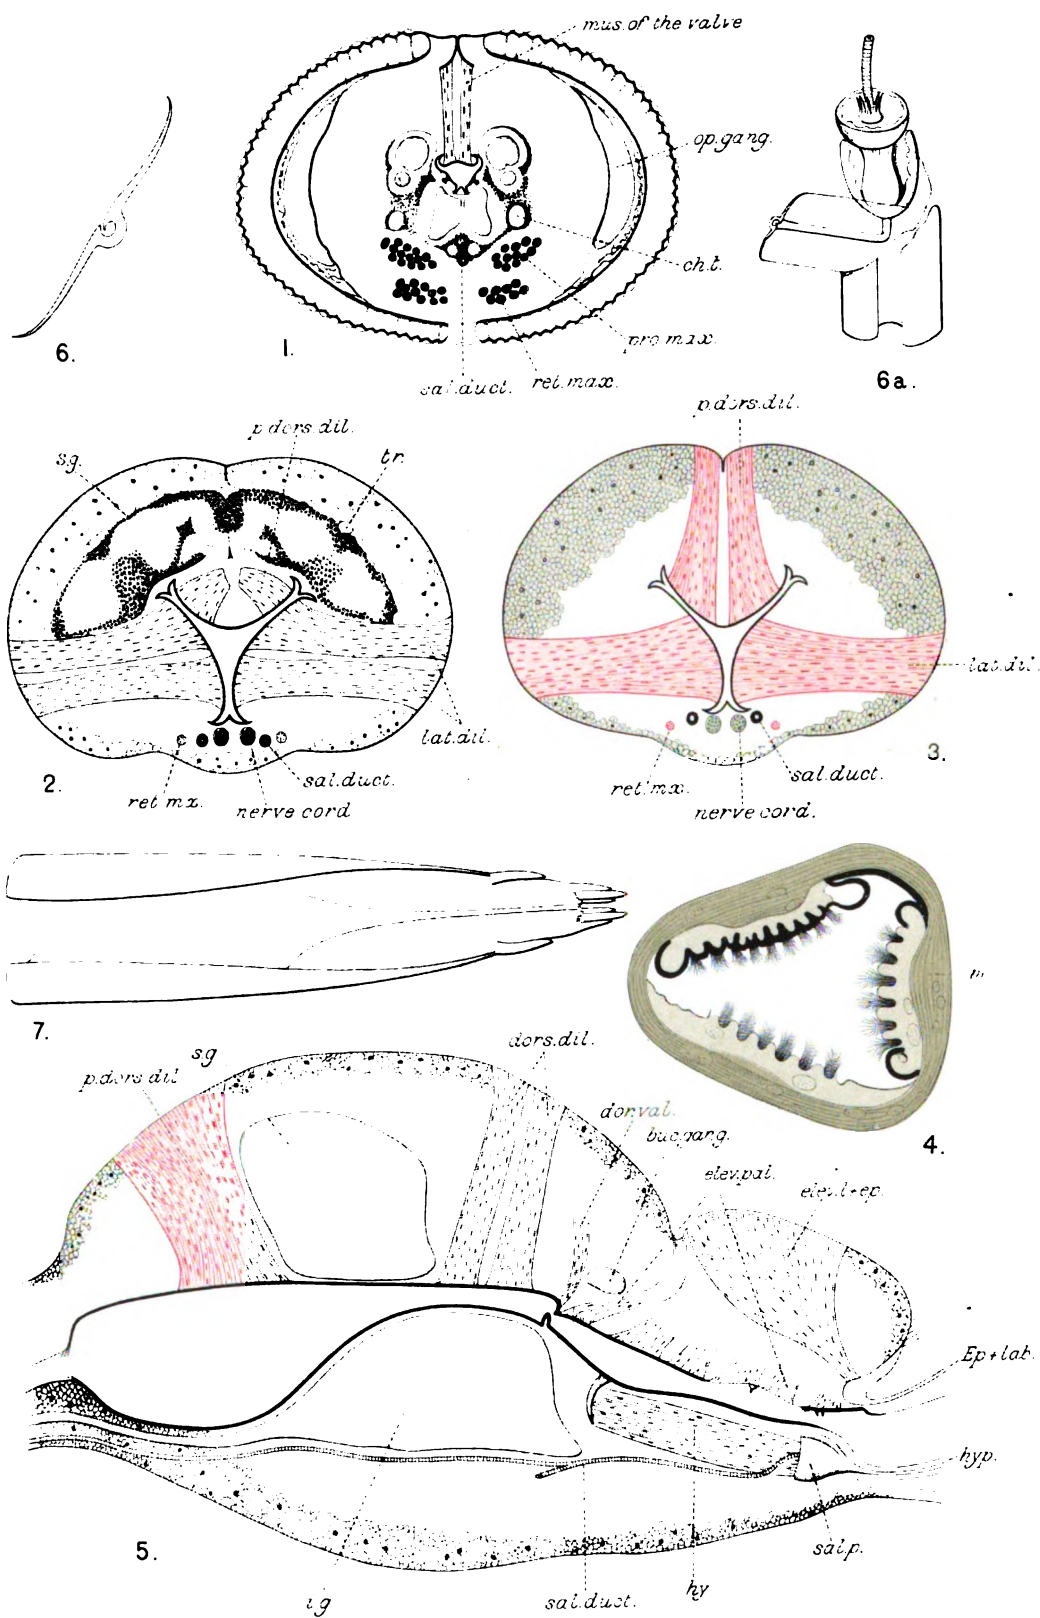 mus. of the valve
op. gang.
ch.t.
pro max.
ret. max.
sal. duct.
6.
1.
6a.
p. dors. dil.
s.g.
tr.
lat. dil.
sal. duct.
ret mx.
nerve cord
2.
p. dors. dil.
lat. dil.
sal. duct.
ret. mx.
nerve cord.
3.
7.
m.
4.
s.g
dors. dil.
p. dors dil
dor. val.
buc. gang.
elev. pal.
elev. l + ep.
Ep + lab.
hyp.
sal p.
hy
sal. duct.
i.g
5.